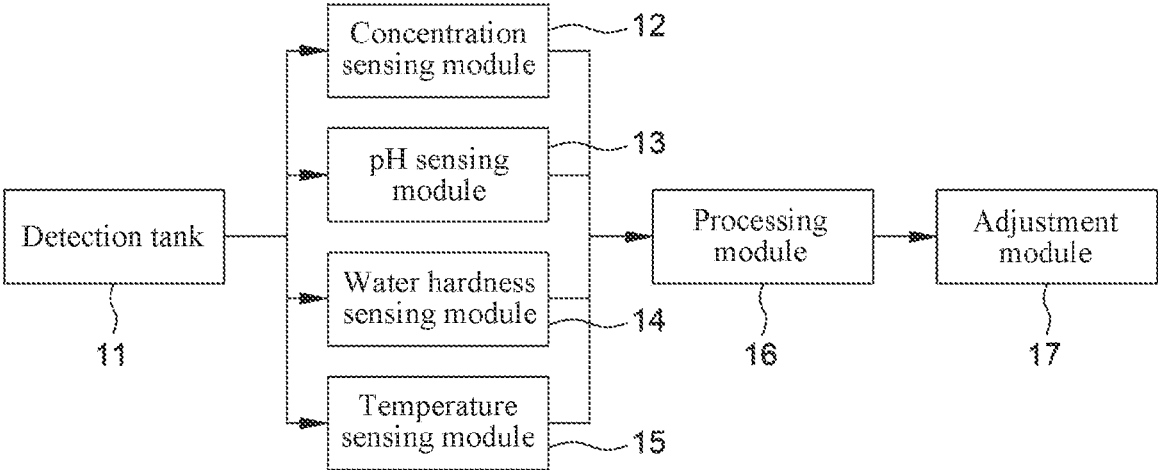 Concentration
sensing module
12
pH sensing
module
13
Detection tank
11
Water hardness
sensing module
14
Temperature
sensing module
15
Processing
module
16
Adjustment
module
17